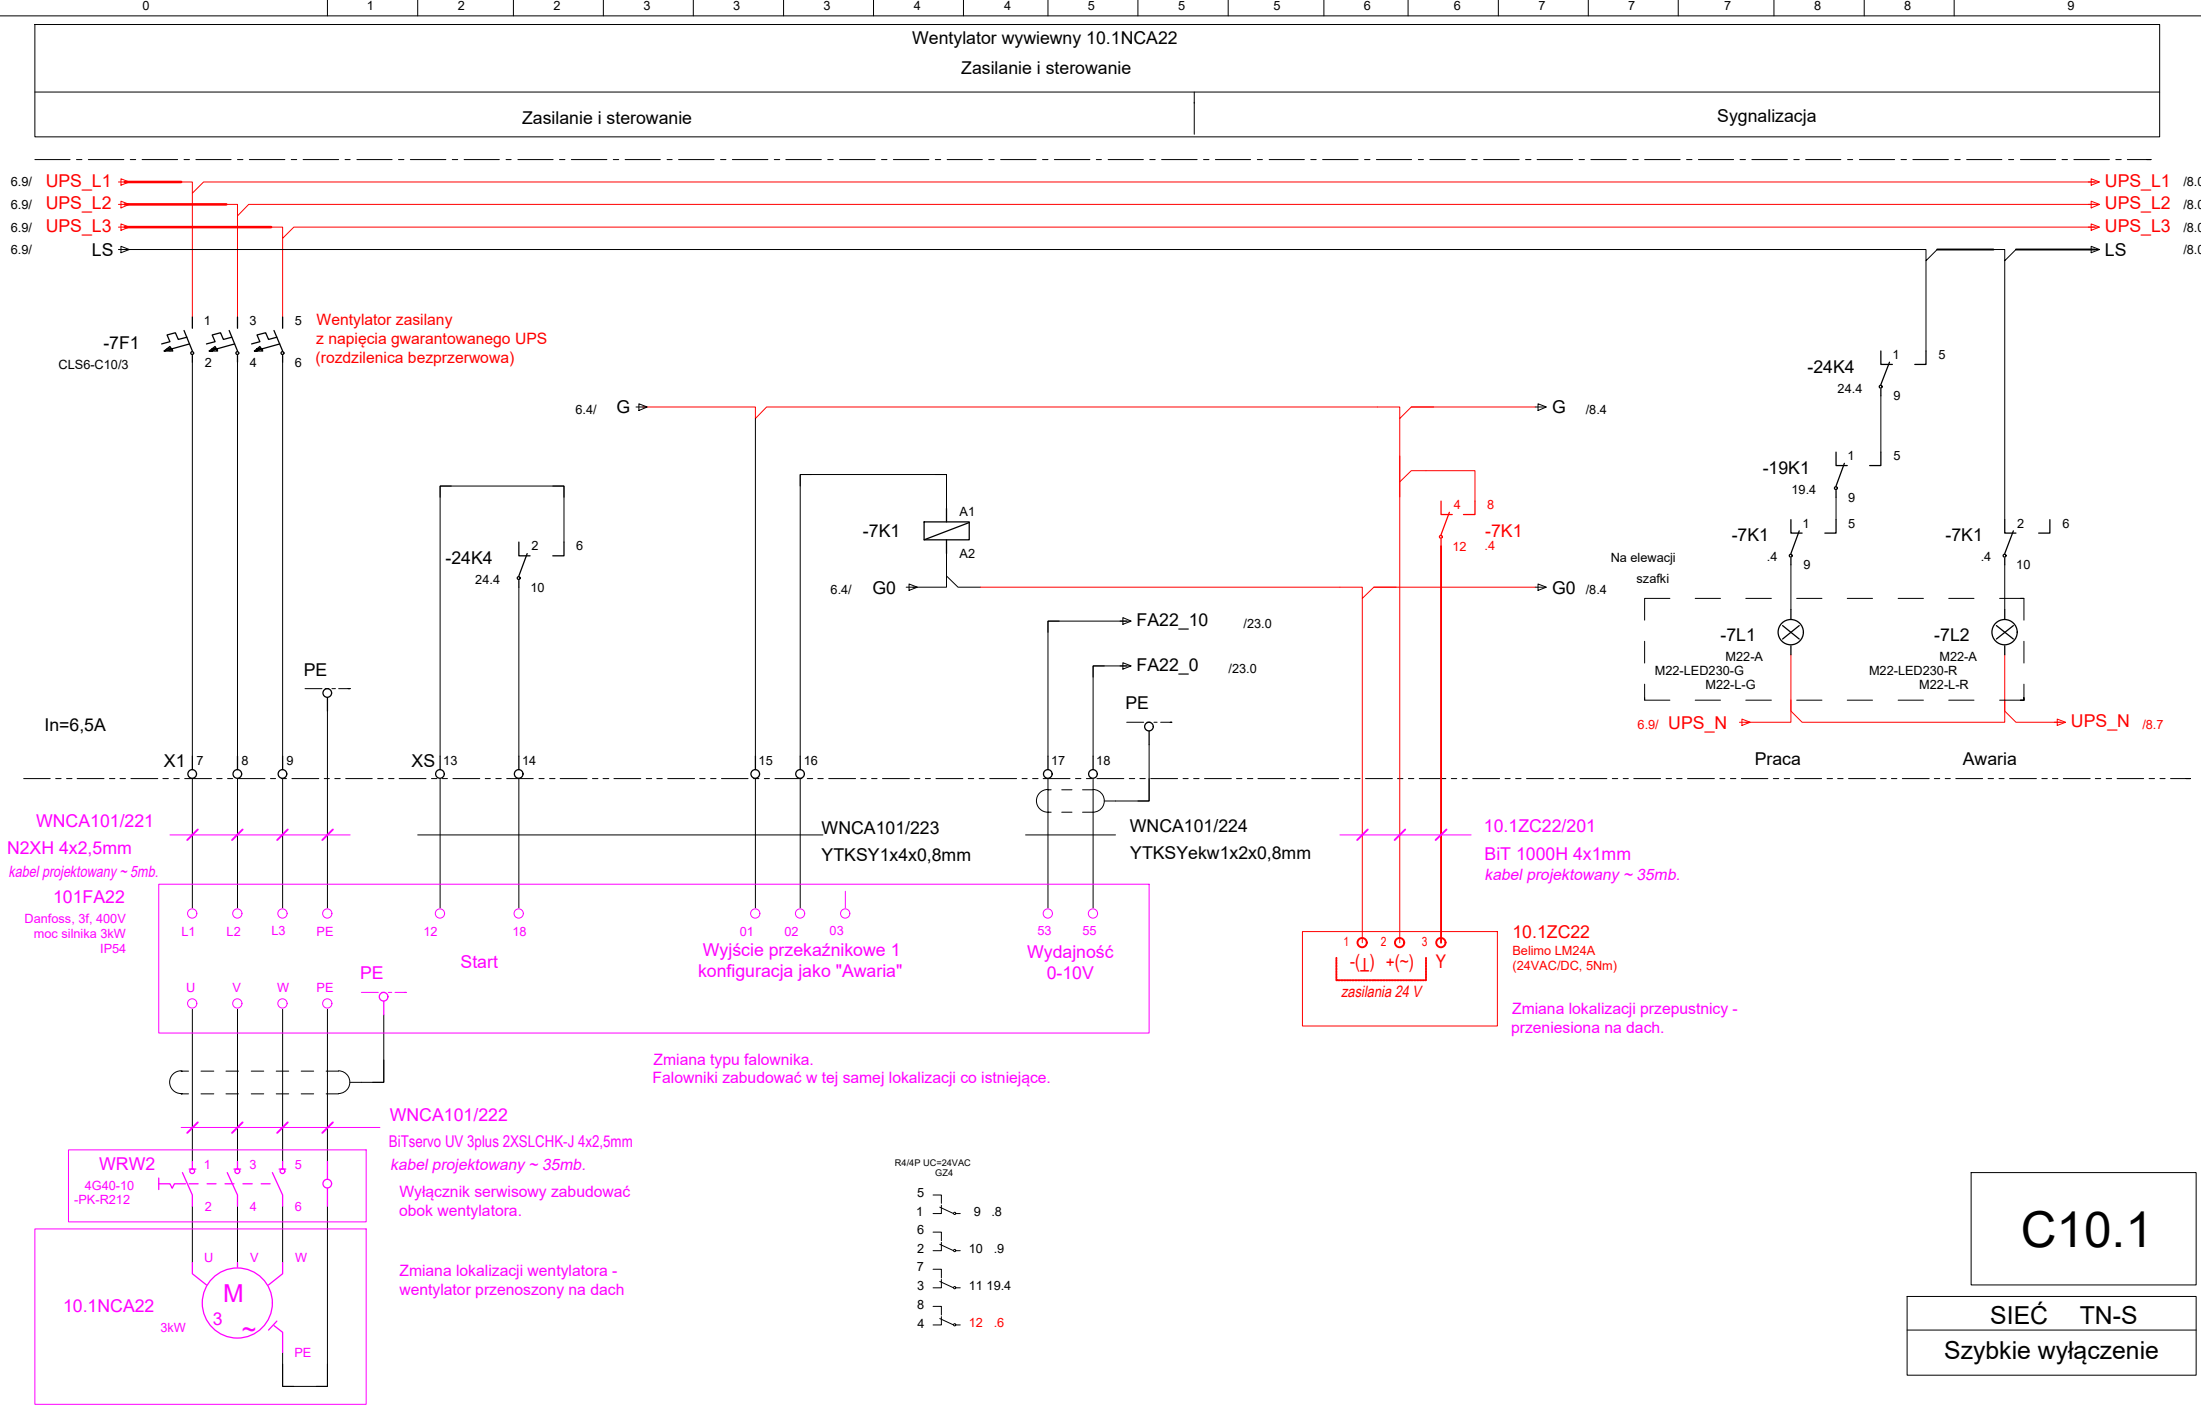 0 1 2 2 3 3 3 4 4 5 5 5 6 6 7 7 7 8 8 9
Wentylator wywiewny 10.1NCA22
Zasilanie i sterowanie
Zasilanie i sterowanie
Sygnalizacja
6.9/ UPS_L1 UPS_L1 /8.0
6.9/ UPS_L2 UPS_L2 /8.0
6.9/ UPS_L3 UPS_L3 /8.0
6.9/ LS LS /8.0
-7F1
CLS6-C10/3
1 3 5
2 4 6
Wentylator zasilany
z napięcia gwarantowanego UPS
(rozdzilenica bezprzerwowa)
6.4/ G G /8.4
-24K4
24.4
1 5
9
-19K1
19.4
1 5
9
-24K4
24.4
2 6
10
-7K1
A1
A2
6.4/ G0 G0 /8.4
4 8
-7K1
12 .4
-7K1
.4
1 5
9
-7K1
.4
2 6
10
Na elewacji
szafki
-7L1
M22-A
M22-LED230-G
M22-L-G
-7L2
M22-A
M22-LED230-R
M22-L-R
FA22_10 /23.0
FA22_0 /23.0
PE
PE
6.9/ UPS_N UPS_N /8.7
Praca
Awaria
In=6,5A
X1 7 8 9
XS 13 14 15 16 17 18
WNCA101/221
N2XH 4x2,5mm
kabel projektowany ~ 5mb.
WNCA101/223
YTKSY1x4x0,8mm
WNCA101/224
YTKSYekw1x2x0,8mm
10.1ZC22/201
BiT 1000H 4x1mm
kabel projektowany ~ 35mb.
101FA22
Danfoss, 3f, 400V
moc silnika 3kW
IP54
L1 L2 L3 PE
12 18
Start
01 02 03
Wyjście przekaźnikowe 1
konfiguracja jako "Awaria"
53 55
Wydajność
0-10V
U V W PE
PE
1 2 3
-(⊥) +(~) Y
zasilania 24 V
10.1ZC22
Belimo LM24A
(24VAC/DC, 5Nm)
Zmiana lokalizacji przepustnicy -
przeniesiona na dach.
Zmiana typu falownika.
Falowniki zabudować w tej samej lokalizacji co istniejące.
WNCA101/222
BiTservo UV 3plus 2XSLCHK-J 4x2,5mm
kabel projektowany ~ 35mb.
WRW2
4G40-10
-PK-R212
1 3 5
2 4 6
Wyłącznik serwisowy zabudować
obok wentylatora.
U V W
M
3
~
PE
10.1NCA22
3kW
Zmiana lokalizacji wentylatora -
wentylator przenoszony na dach
R4/4P UC=24VAC
GZ4
5
1 9 .8
6
2 10 .9
7
3 11 19.4
8
4 12 .6
C10.1
SIEĆ TN-S
Szybkie wyłączenie